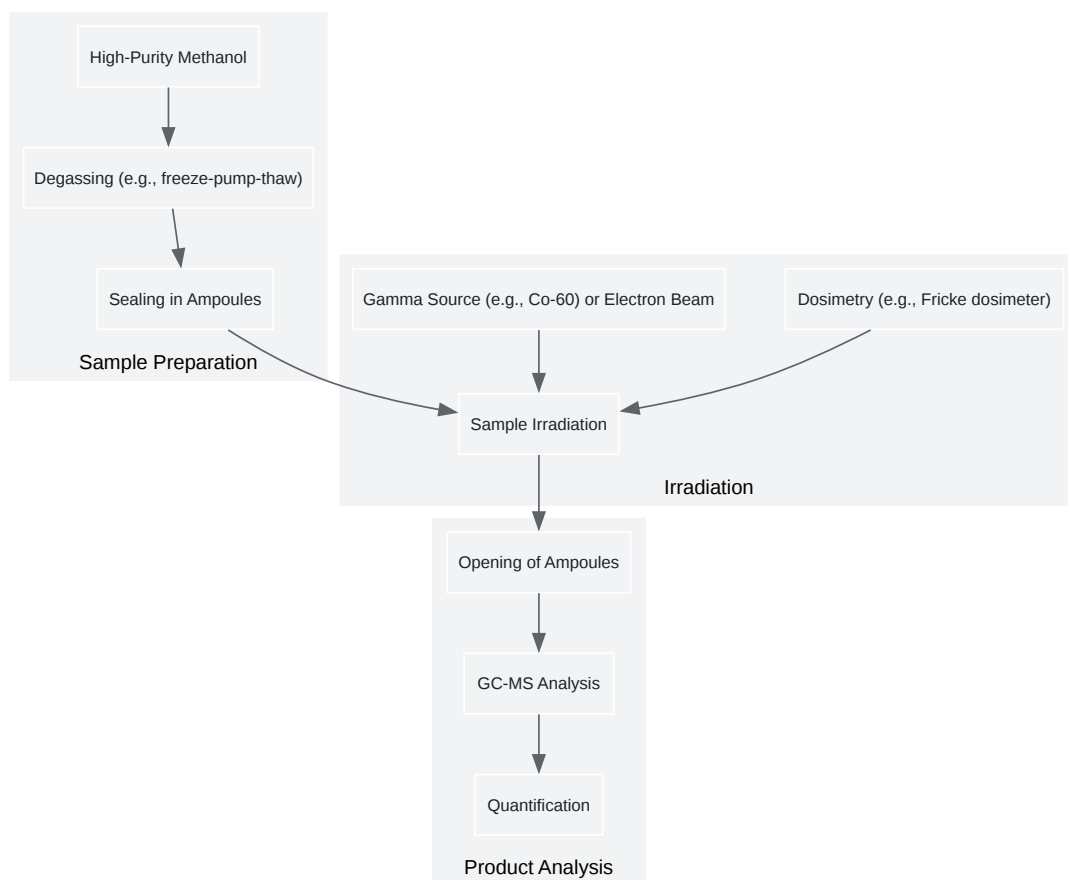 High-Purity Methanol
Degassing (e.g., freeze-pump-thaw)
Sealing in Ampoules
Sample Preparation
Gamma Source (e.g., Co-60) or Electron Beam
Dosimetry (e.g., Fricke dosimeter)
Sample Irradiation
Irradiation
Opening of Ampoules
GC-MS Analysis
Quantification
Product Analysis